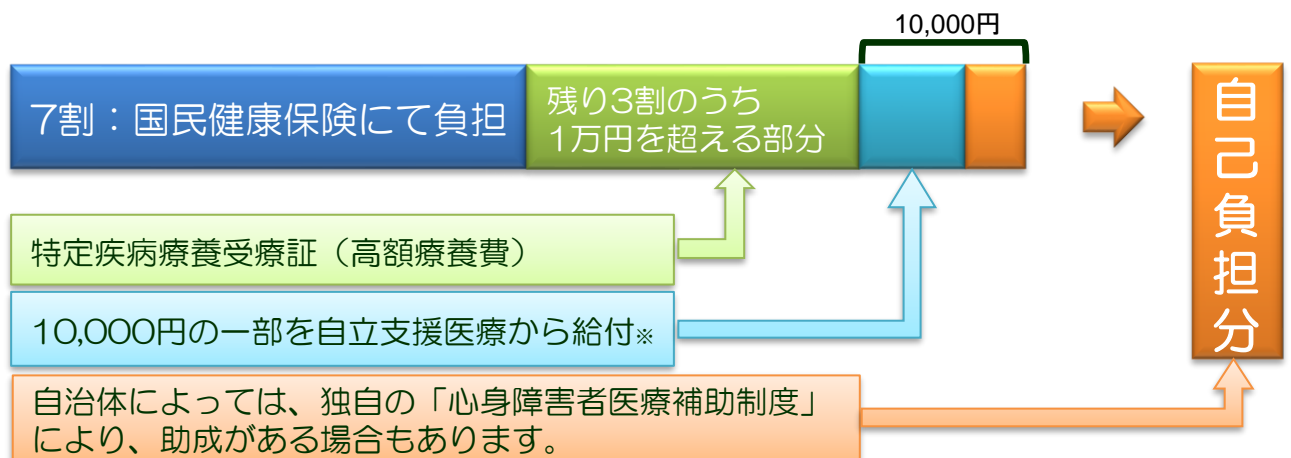 10,000円
7割：国民健康保険にて負担
残り3割のうち
1万円を超える部分
自己負担分
特定疾病療養受療証（高額療養費）
10,000円の一部を自立支援医療から給付※
自治体によっては、独自の「心身障害者医療補助制度」
により、助成がある場合もあります。